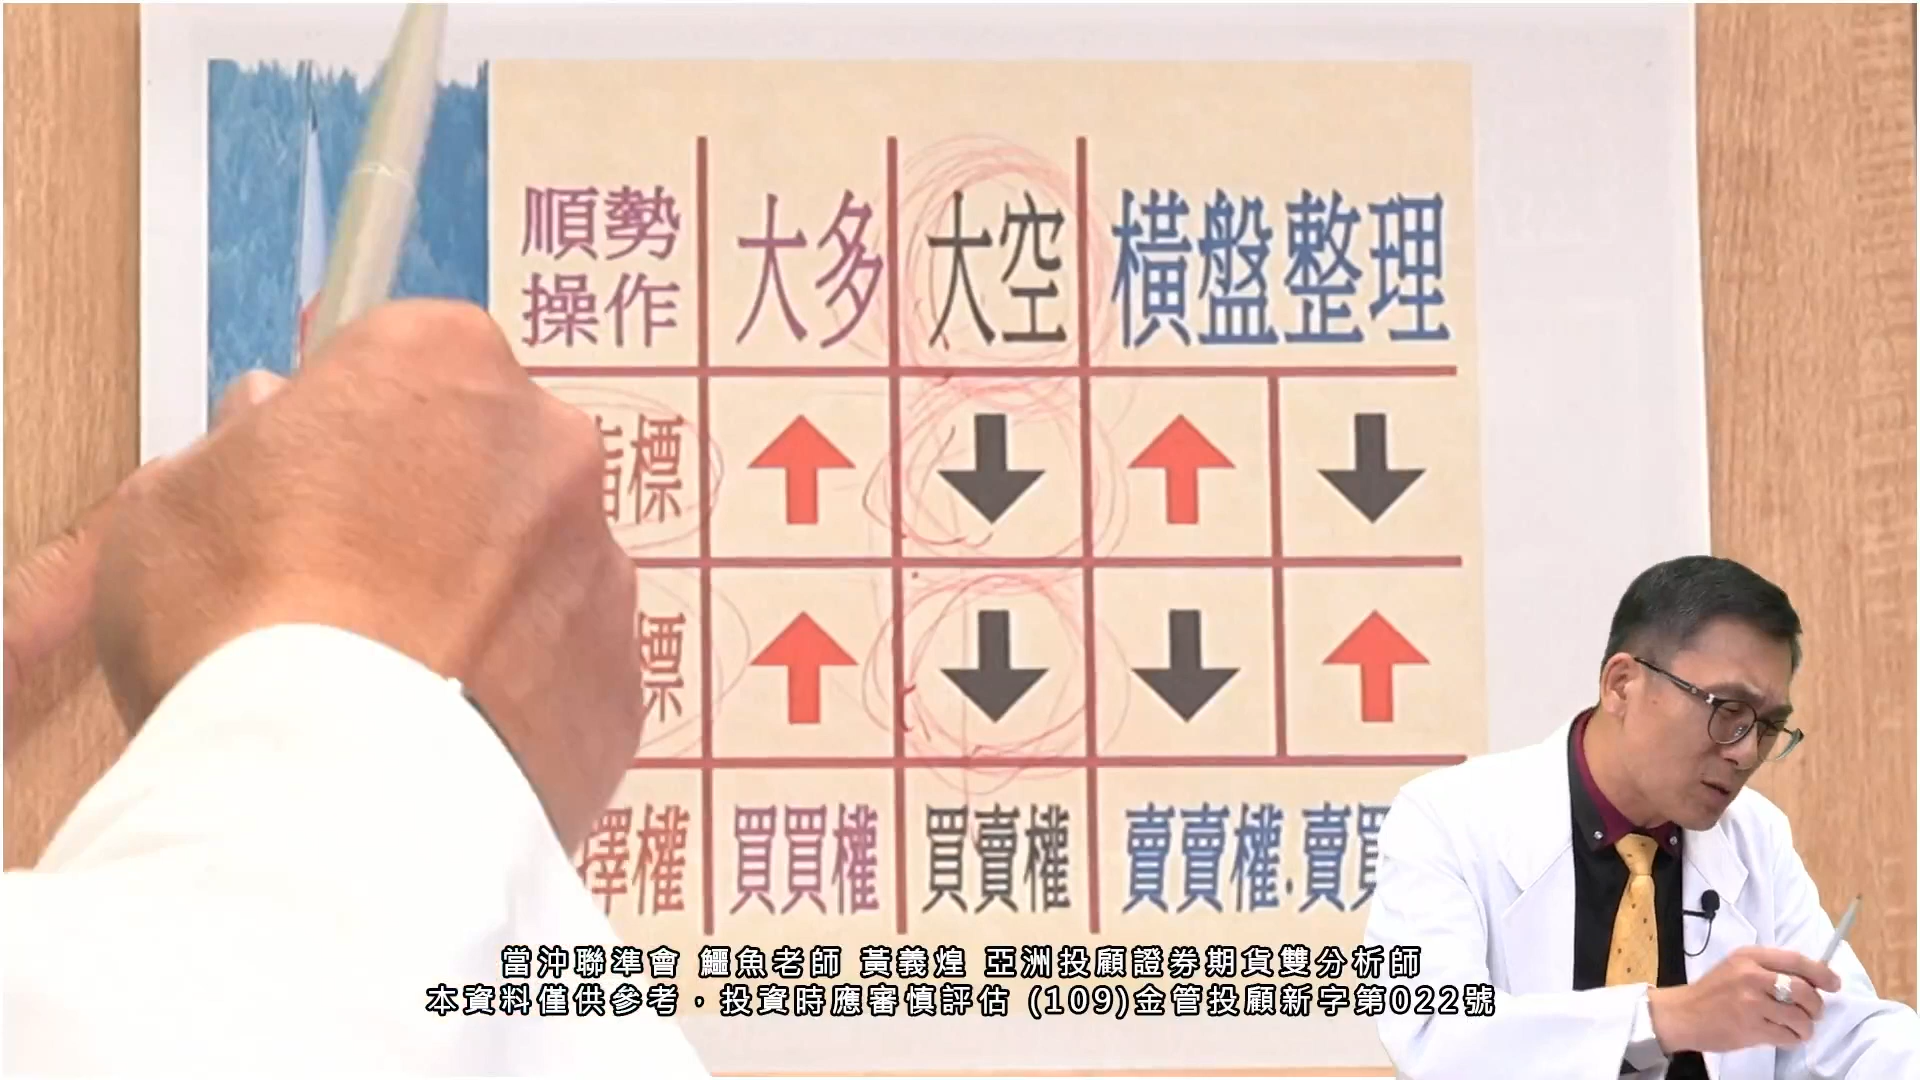 順勢操作 大多 大空 橫盤整理
指標
標
擇權 買買權 買賣權 賣賣權.賣買
當沖聯準會 鱷魚老師 黃義煌 亞洲投顧證券期貨雙分析師
本資料僅供參考，投資時應審慎評估 (109)金管投顧新字第022號